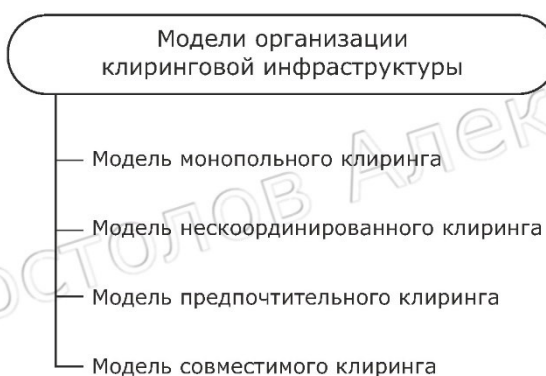 Модели организации
клиринговой инфраструктуры
Модель монопольного клиринга
Модель нескоординированного клиринга
Модель предпочтительного клиринга
Модель совместимого клиринга